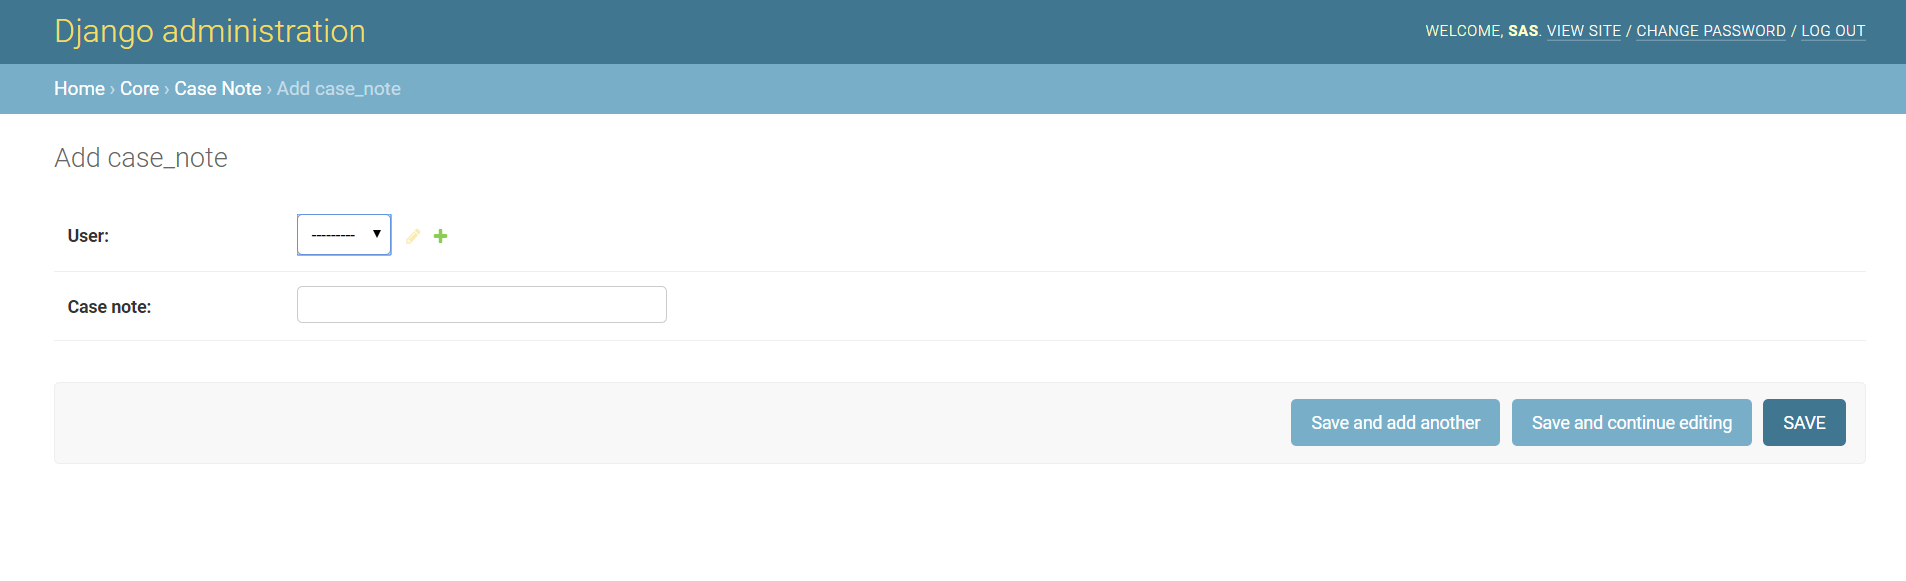 Django administration
WELCOME, SAS. VIEW SITE / CHANGE PASSWORD / LOG OUT
Home › Core › Case Note › Add case_note
Add case_note
User: ---------
Case note:
Save and add another Save and continue editing SAVE